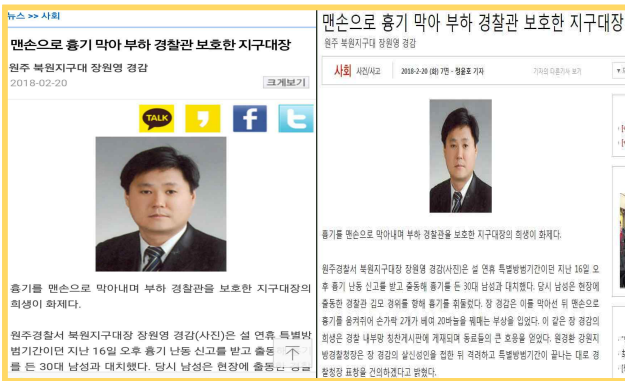 뉴스 >> 사회
맨손으로 흉기 막아 부하 경찰관 보호한 지구대장
원주 북원지구대 장원영 경감
2018-02-20
크게보기
TALK
흉기를 맨손으로 막아내며 부하 경찰관을 보호한 지구대장의
희생이 화제다.
원주경찰서 북원지구대장 장원영 경감(사진)은 설 연휴 특별방
범기간이던 지난 16일 오후 흉기 난동 신고를 받고 출동
를 든 30대 남성과 대치했다. 당시 남성은 현장에 출동한
맨손으로 흉기 막아 부하 경찰관 보호한 지구대장
원주 북원지구대 장원영 경감
사회 사건/사고 2018-2-20 (화) 7면 - 정윤호 기자 기자의 다른기사 보기
흉기를 맨손으로 막아내며 부하 경찰관을 보호한 지구대장의 희생이 화제다.
원주경찰서 북원지구대장 장원영 경감(사진)은 설 연휴 특별방범기간이던 지난 16일 오
후 흉기 난동 신고를 받고 출동해 흉기를 든 30대 남성과 대치했다. 당시 남성은 현장에
출동한 경찰관 김모 경위를 향해 흉기를 휘둘렀다. 장 경감은 이를 막아선 뒤 맨손으로
흉기를 움켜쥐어 손가락 2개가 베여 20바늘을 꿰메는 부상을 입었다. 이 같은 장 경감의
희생은 경찰 내부망 칭찬게시판에 게재되며 동료들의 큰 호응을 얻었다. 원경환 강원지
방경찰청장은 장 경감의 살신성인을 접한 뒤 격려하고 특별방범기간이 끝나는 대로 경
찰청장 표창을 건의하겠다고 밝혔다.